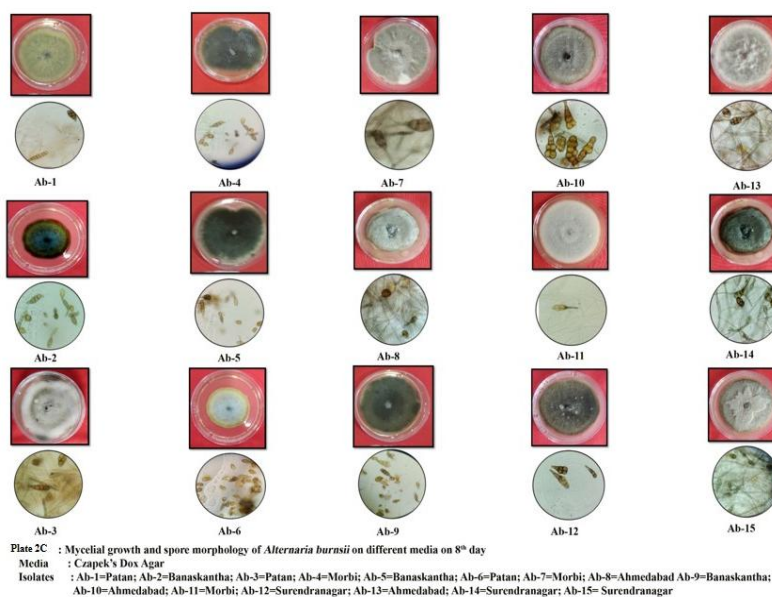 Ab-1 Ab-4 Ab-7 Ab-10 Ab-13
Ab-2 Ab-5 Ab-8 Ab-11 Ab-14
Ab-3 Ab-6 Ab-9 Ab-12 Ab-15
Plate 2C : Mycelial growth and spore morphology of Alternaria burnsii on different media on 8th day
Media : Czapek's Dox Agar
Isolates : Ab-1=Patan; Ab-2=Banaskantha; Ab-3=Patan; Ab-4=Morbi; Ab-5=Banaskantha; Ab-6=Patan; Ab-7=Morbi; Ab-8=Ahmedabad Ab-9=Banaskantha;
Ab-10=Ahmedabad; Ab-11=Morbi; Ab-12=Surendranagar; Ab-13=Ahmedabad; Ab-14=Surendranagar; Ab-15= Surendranagar